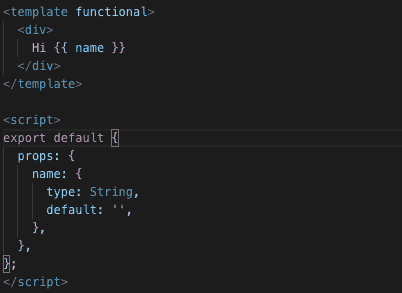 <template functional>
  <div>
    Hi {{ name }}
  </div>
</template>

<script>
export default {
  props: {
    name: {
      type: String,
      default: '',
    },
  },
};
</script>